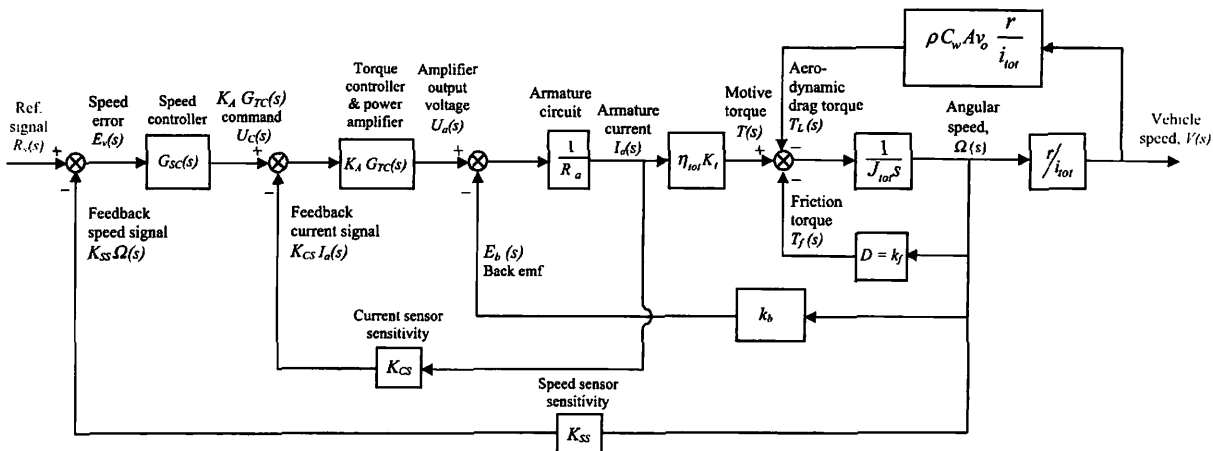 ρ C_w A v_o r / i_tot
Ref.
signal
R_v(s)
Speed
error
E_v(s)
Speed
controller
K_A G_TC(s)
command
U_C(s)
Torque
controller
& power
amplifier
Amplifier
output
voltage
U_a(s)
Armature
circuit
Armature
current
I_a(s)
Motive
torque
T(s)
Aero-
dynamic
drag torque
T_L(s)
Angular
speed,
Ω(s)
Vehicle
speed, V(s)
+
−
G_SC(s)
+
−
K_A G_TC(s)
+
−
1 / R_a
η_tot K_t
+
−
−
1 / J_tot s
r / i_tot
Feedback
speed signal
K_SS Ω(s)
Feedback
current signal
K_CS I_a(s)
E_b (s)
Back emf
Friction
torque
T_f(s)
D = k_f
k_b
Current sensor
sensitivity
K_CS
Speed sensor
sensitivity
K_SS